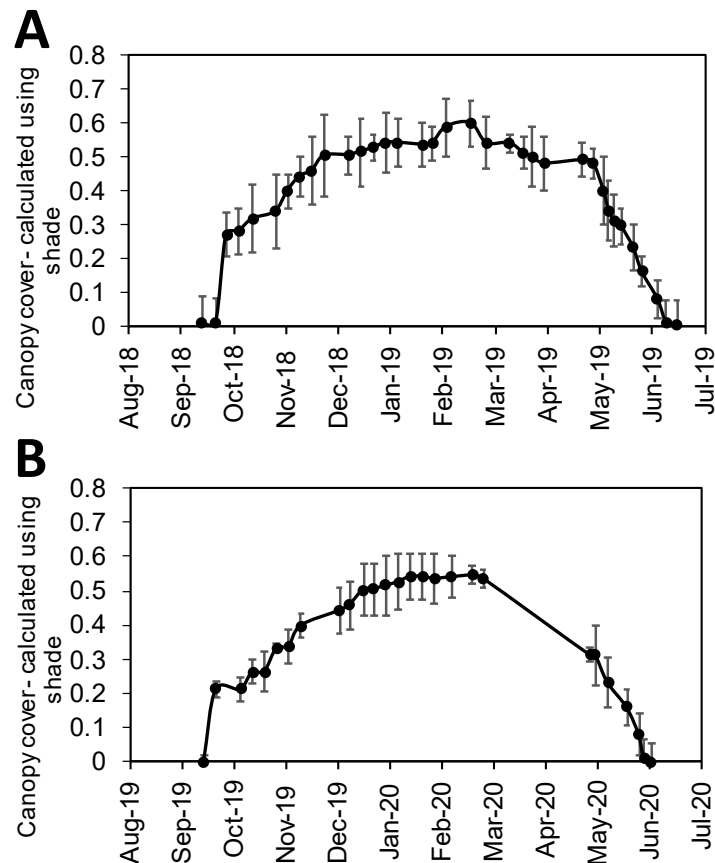 A
0.8
0.7
0.6
0.5
0.4
0.3
0.2
0.1
0
Canopy cover- calculated using
shade
Aug-18
Sep-18
Oct-18
Nov-18
Dec-18
Jan-19
Feb-19
Mar-19
Apr-19
May-19
Jun-19
Jul-19
B
0.8
0.7
0.6
0.5
0.4
0.3
0.2
0.1
0
Canopy cover- calculated using
shade
Aug-19
Sep-19
Oct-19
Nov-19
Dec-19
Jan-20
Feb-20
Mar-20
Apr-20
May-20
Jun-20
Jul-20